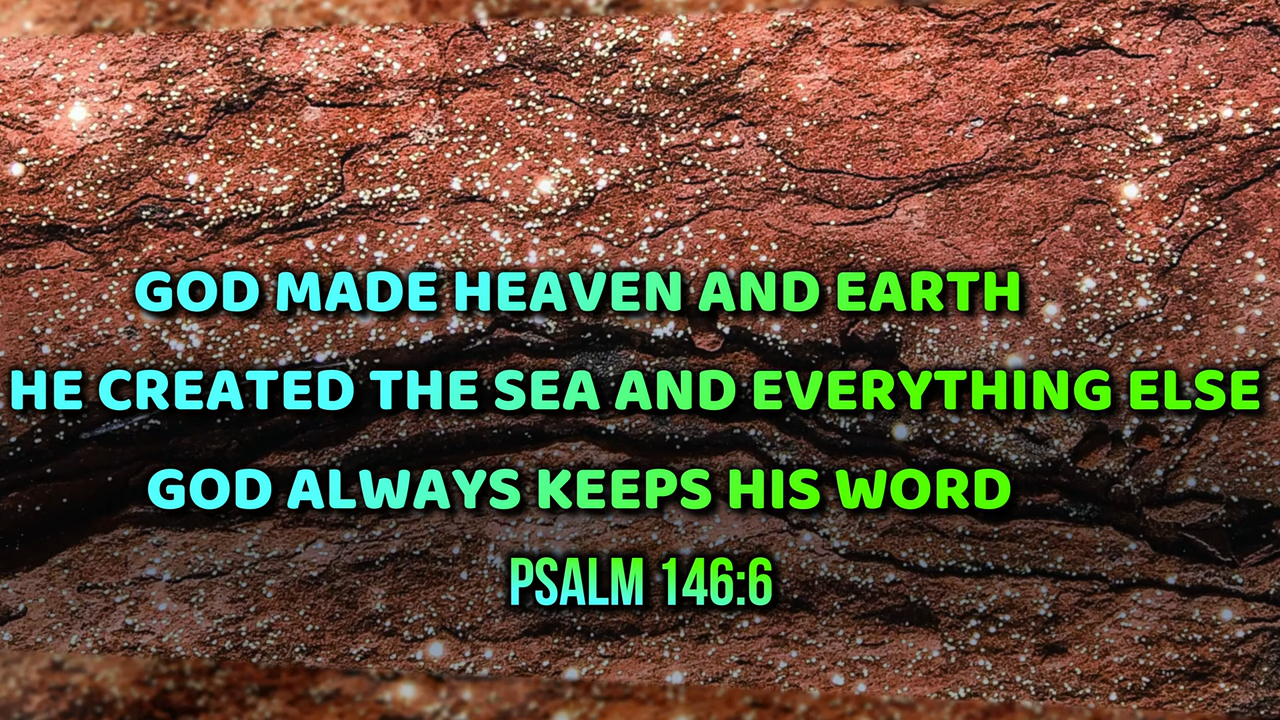 GOD MADE HEAVEN AND EARTH
HE CREATED THE SEA AND EVERYTHING ELSE
GOD ALWAYS KEEPS HIS WORD
PSALM 146:6